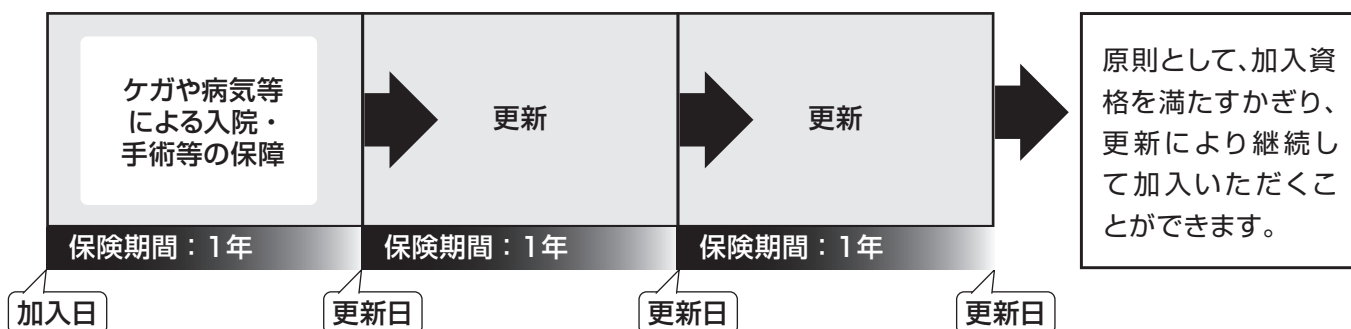 ケガや病気等
による入院・
手術等の保障
更新
更新
原則として、加入資
格を満たすかぎり、
更新により継続し
て加入いただくこ
とができます。
保険期間：1年
保険期間：1年
保険期間：1年
加入日
更新日
更新日
更新日